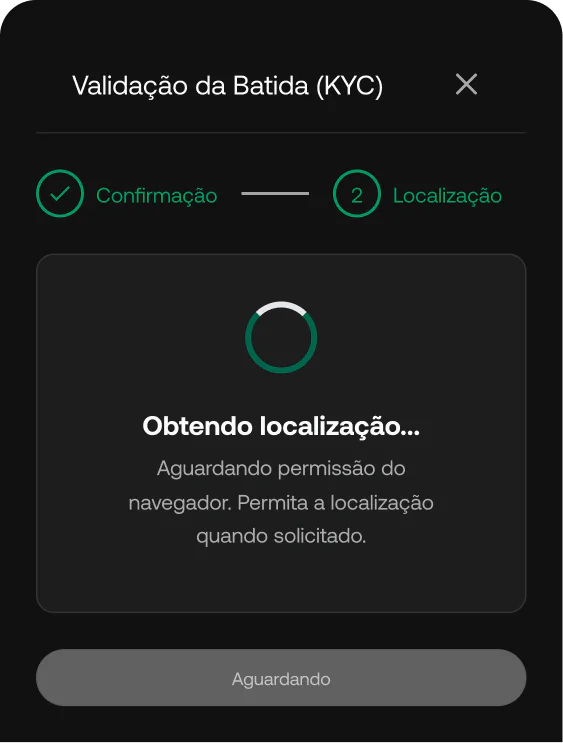 Validação da Batida (KYC)
Confirmação
2 Localização
Obtendo localização...
Aguardando permissão do
navegador. Permita a localização
quando solicitado.
Aguardando